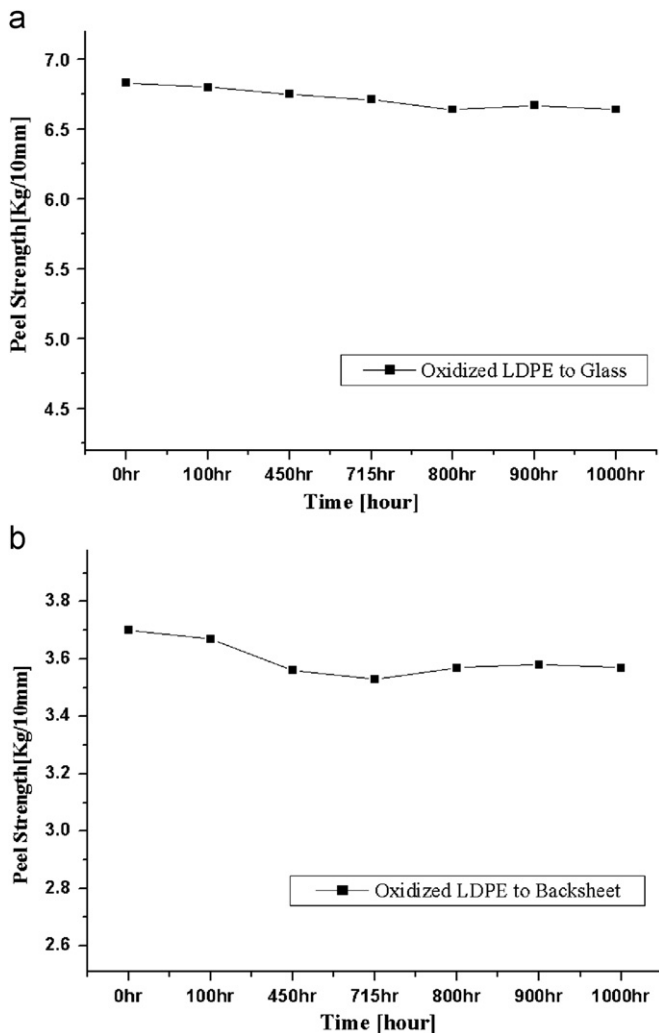 a
Peel Strength[Kg/10mm]
7.0
6.5
6.0
5.5
5.0
4.5
Oxidized LDPE to Glass
0hr 100hr 450hr 715hr 800hr 900hr 1000hr
Time [hour]
b
Peel Strength[Kg/10mm]
3.8
3.6
3.4
3.2
3.0
2.8
2.6
Oxidized LDPE to Backsheet
0hr 100hr 450hr 715hr 800hr 900hr 1000hr
Time [hour]